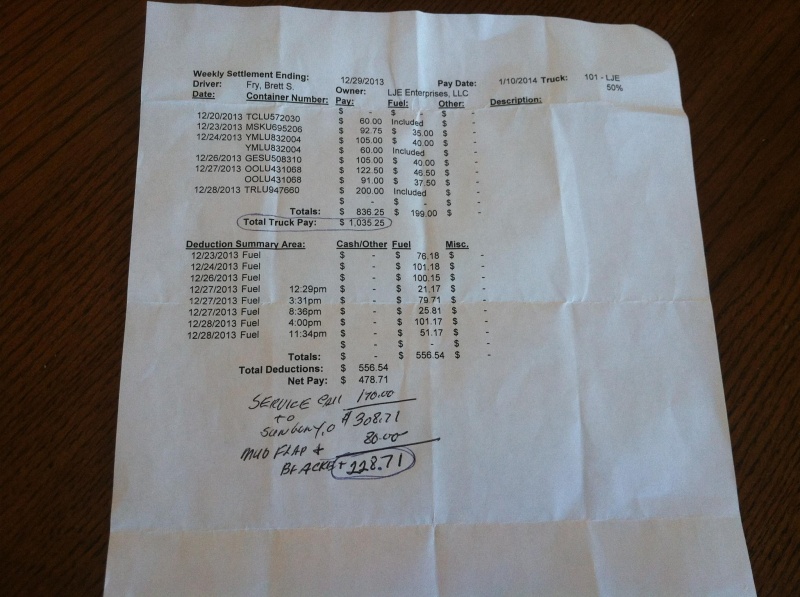 Weekly Settlement Ending: 12/29/2013 Pay Date: 1/10/2014 Truck: 101 - LJE
Driver: Fry, Brett S. Owner: LJE Enterprises, LLC 50%
Date: Container Number: Pay: Fuel: Other: Description:
$ - $ - $ -
12/20/2013 TCLU572030 $ 60.00 Included $ -
12/23/2013 MSKU695208 $ 92.75 $ 35.00 $ -
12/24/2013 YMLU832004 $ 105.00 $ 40.00 $ -
YMLU832004 $ 60.00 Included $ -
12/26/2013 GESU508310 $ 105.00 $ 40.00 $ -
12/27/2013 OOLU431068 $ 122.50 $ 46.50 $ -
OOLU431068 $ 91.00 $ 37.50 $ -
12/28/2013 TRLU947660 $ 200.00 Included $ -
$ - $ - $ -
Totals: $ 836.25 $ 199.00 $ -
Total Truck Pay: $ 1,035.25
Deduction Summary Area: Cash/Other Fuel Misc.
12/23/2013 Fuel $ - $ 76.18 $ -
12/24/2013 Fuel $ - $ 101.18 $ -
12/26/2013 Fuel $ - $ 100.15 $ -
12/27/2013 Fuel 12:29pm $ - $ 21.17 $ -
12/27/2013 Fuel 3:31pm $ - $ 79.71 $ -
12/27/2013 Fuel 8:36pm $ - $ 25.81 $ -
12/28/2013 Fuel 4:00pm $ - $ 101.17 $ -
12/28/2013 Fuel 11:34pm $ - $ 51.17 $ -
$ - $ - $ -
Totals: $ - $ 556.54 $ -
Total Deductions: $ 556.54
Net Pay: $ 478.71
SERVICE CALL 170.00
TO
SUNBURY, O $308.71
80.00
MUD FLAP +
228.71